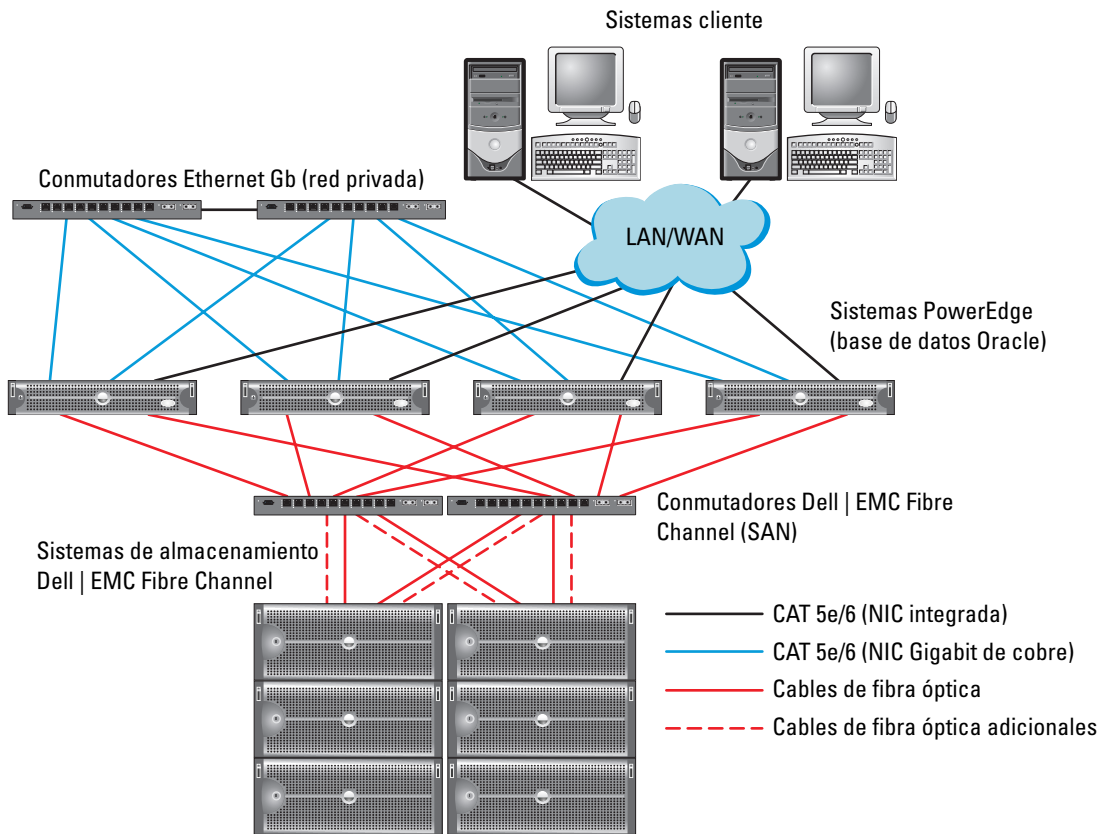 Sistemas cliente
Conmutadores Ethernet Gb (red privada)
LAN/WAN
Sistemas PowerEdge
(base de datos Oracle)
Conmutadores Dell | EMC Fibre
Channel (SAN)
Sistemas de almacenamiento
Dell | EMC Fibre Channel
CAT 5e/6 (NIC integrada)
CAT 5e/6 (NIC Gigabit de cobre)
Cables de fibra óptica
Cables de fibra óptica adicionales